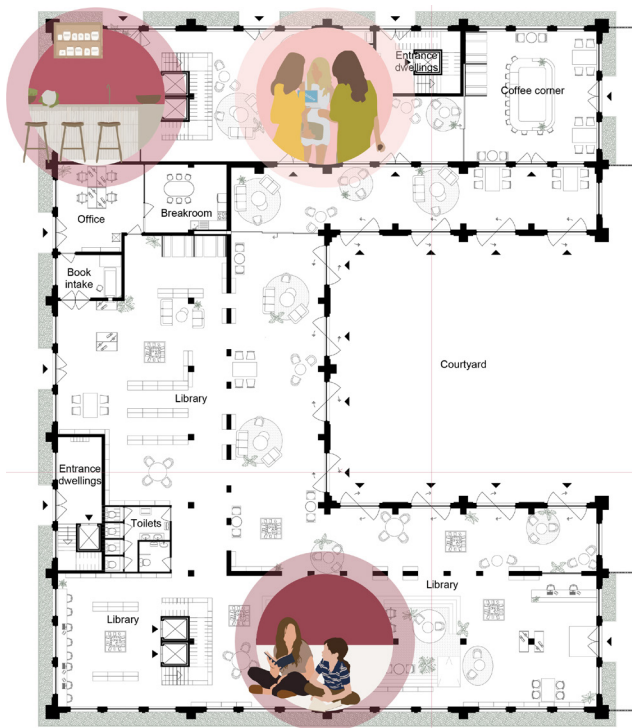 Entrance
dwellings
Coffee corner
Office
Breakroom
Book
intake
Courtyard
Library
Entrance
dwellings
Toilets
Library
Library